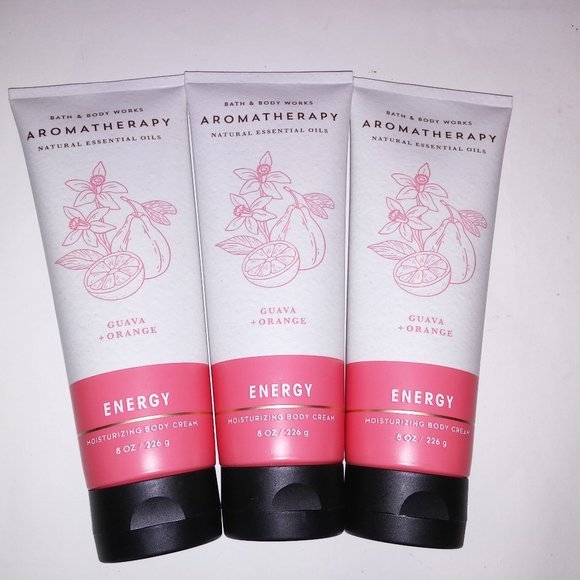 BATH & BODY WORKS
AROMATHERAPY
NATURAL ESSENTIAL OILS
GUAVA
+ORANGE
ENERGY
MOISTURIZING BODY CREAM
8 OZ / 226 g
BATH & BODY WORKS
AROMATHERAPY
NATURAL ESSENTIAL OILS
GUAVA
+ORANGE
ENERGY
MOISTURIZING BODY CREAM
8 OZ / 226 g
BATH & BODY WORKS
AROMATHERAPY
NATURAL ESSENTIAL OILS
GUAVA
+ORANGE
ENERGY
MOISTURIZING BODY CREAM
8 OZ / 226 g